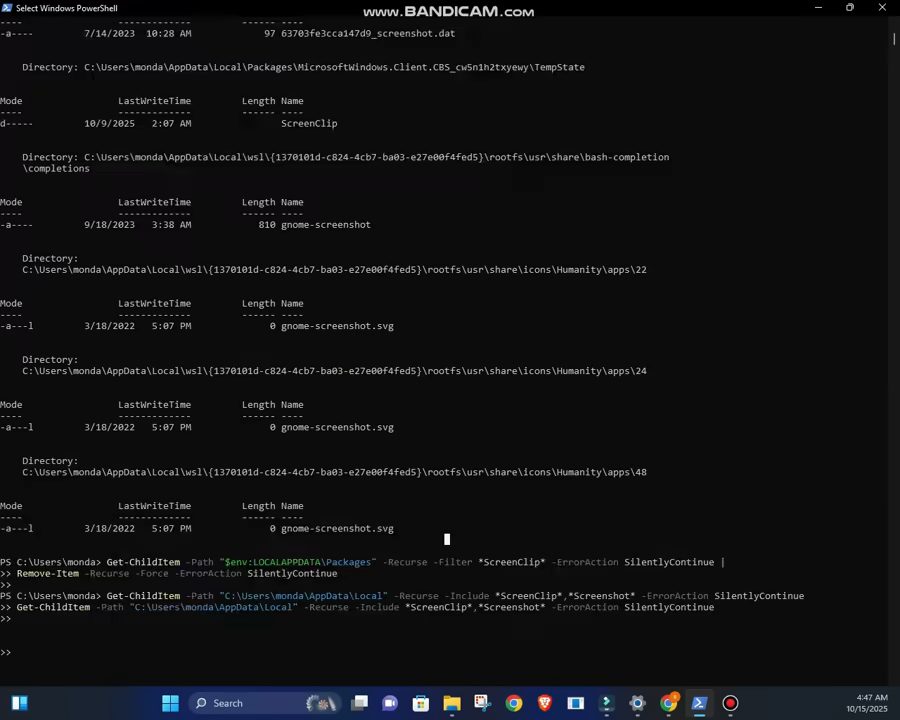 Select Windows PowerShell
www.BANDICAM.com
---- ------------- ------ ----
-a---- 7/14/2023 10:28 AM 97 63703fe3cca147d9_screenshot.dat
Directory: C:\Users\monda\AppData\Local\Packages\MicrosoftWindows.Client.CBS_cw5n1h2txyewy\TempState
Mode LastWriteTime Length Name
---- ------------- ------ ----
d----- 10/9/2025 2:07 AM ScreenClip
Directory: C:\Users\monda\AppData\Local\wsl\{1370101d-c824-4cb7-ba03-e27e00f4fed5}\rootfs\usr\share\bash-completion
\completions
Mode LastWriteTime Length Name
---- ------------- ------ ----
-a---- 9/18/2023 3:38 AM 810 gnome-screenshot
Directory:
C:\Users\monda\AppData\Local\wsl\{1370101d-c824-4cb7-ba03-e27e00f4fed5}\rootfs\usr\share\icons\Humanity\apps\22
Mode LastWriteTime Length Name
---- ------------- ------ ----
-a---l 3/18/2022 5:07 PM 0 gnome-screenshot.svg
Directory:
C:\Users\monda\AppData\Local\wsl\{1370101d-c824-4cb7-ba03-e27e00f4fed5}\rootfs\usr\share\icons\Humanity\apps\24
Mode LastWriteTime Length Name
---- ------------- ------ ----
-a---l 3/18/2022 5:07 PM 0 gnome-screenshot.svg
Directory:
C:\Users\monda\AppData\Local\wsl\{1370101d-c824-4cb7-ba03-e27e00f4fed5}\rootfs\usr\share\icons\Humanity\apps\48
Mode LastWriteTime Length Name
---- ------------- ------ ----
-a---l 3/18/2022 5:07 PM 0 gnome-screenshot.svg
PS C:\Users\monda> Get-ChildItem -Path "$env:LOCALAPPDATA\Packages" -Recurse -Filter *ScreenClip* -ErrorAction SilentlyContinue |
>> Remove-Item -Recurse -Force -ErrorAction SilentlyContinue
>>
PS C:\Users\monda> Get-ChildItem -Path "C:\Users\monda\AppData\Local" -Recurse -Include *ScreenClip*,*Screenshot* -ErrorAction SilentlyContinue
>> Get-ChildItem -Path "C:\Users\monda\AppData\Local" -Recurse -Include *ScreenClip*,*Screenshot* -ErrorAction SilentlyContinue
>>
>>
Search
4:47 AM
10/15/2025